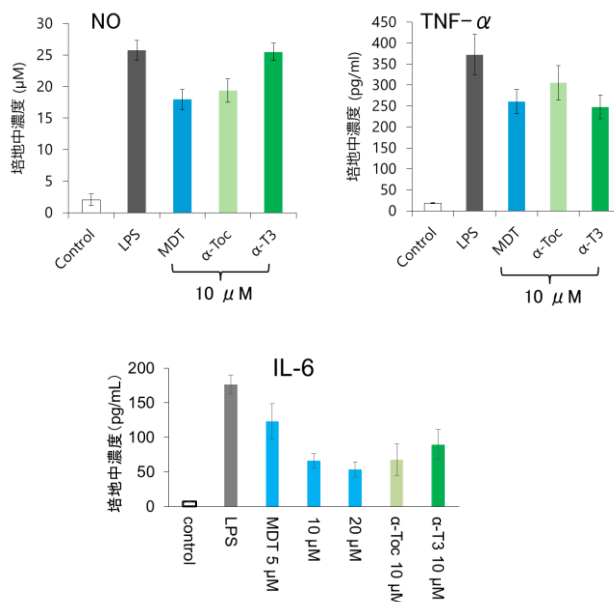 NO
培地中濃度 (μM)
30
25
20
15
10
5
0
Control
LPS
MDT
α-Toc
α-T3
10 μM
TNF-α
培地中濃度 (pg/ml)
450
400
350
300
250
200
150
100
50
0
Control
LPS
MDT
α-Toc
α-T3
10 μM
IL-6
培地中濃度 (pg/mL)
200
150
100
50
0
control
LPS
MDT 5 μM
10 μM
20 μM
α-Toc 10 μM
α-T3 10 μM